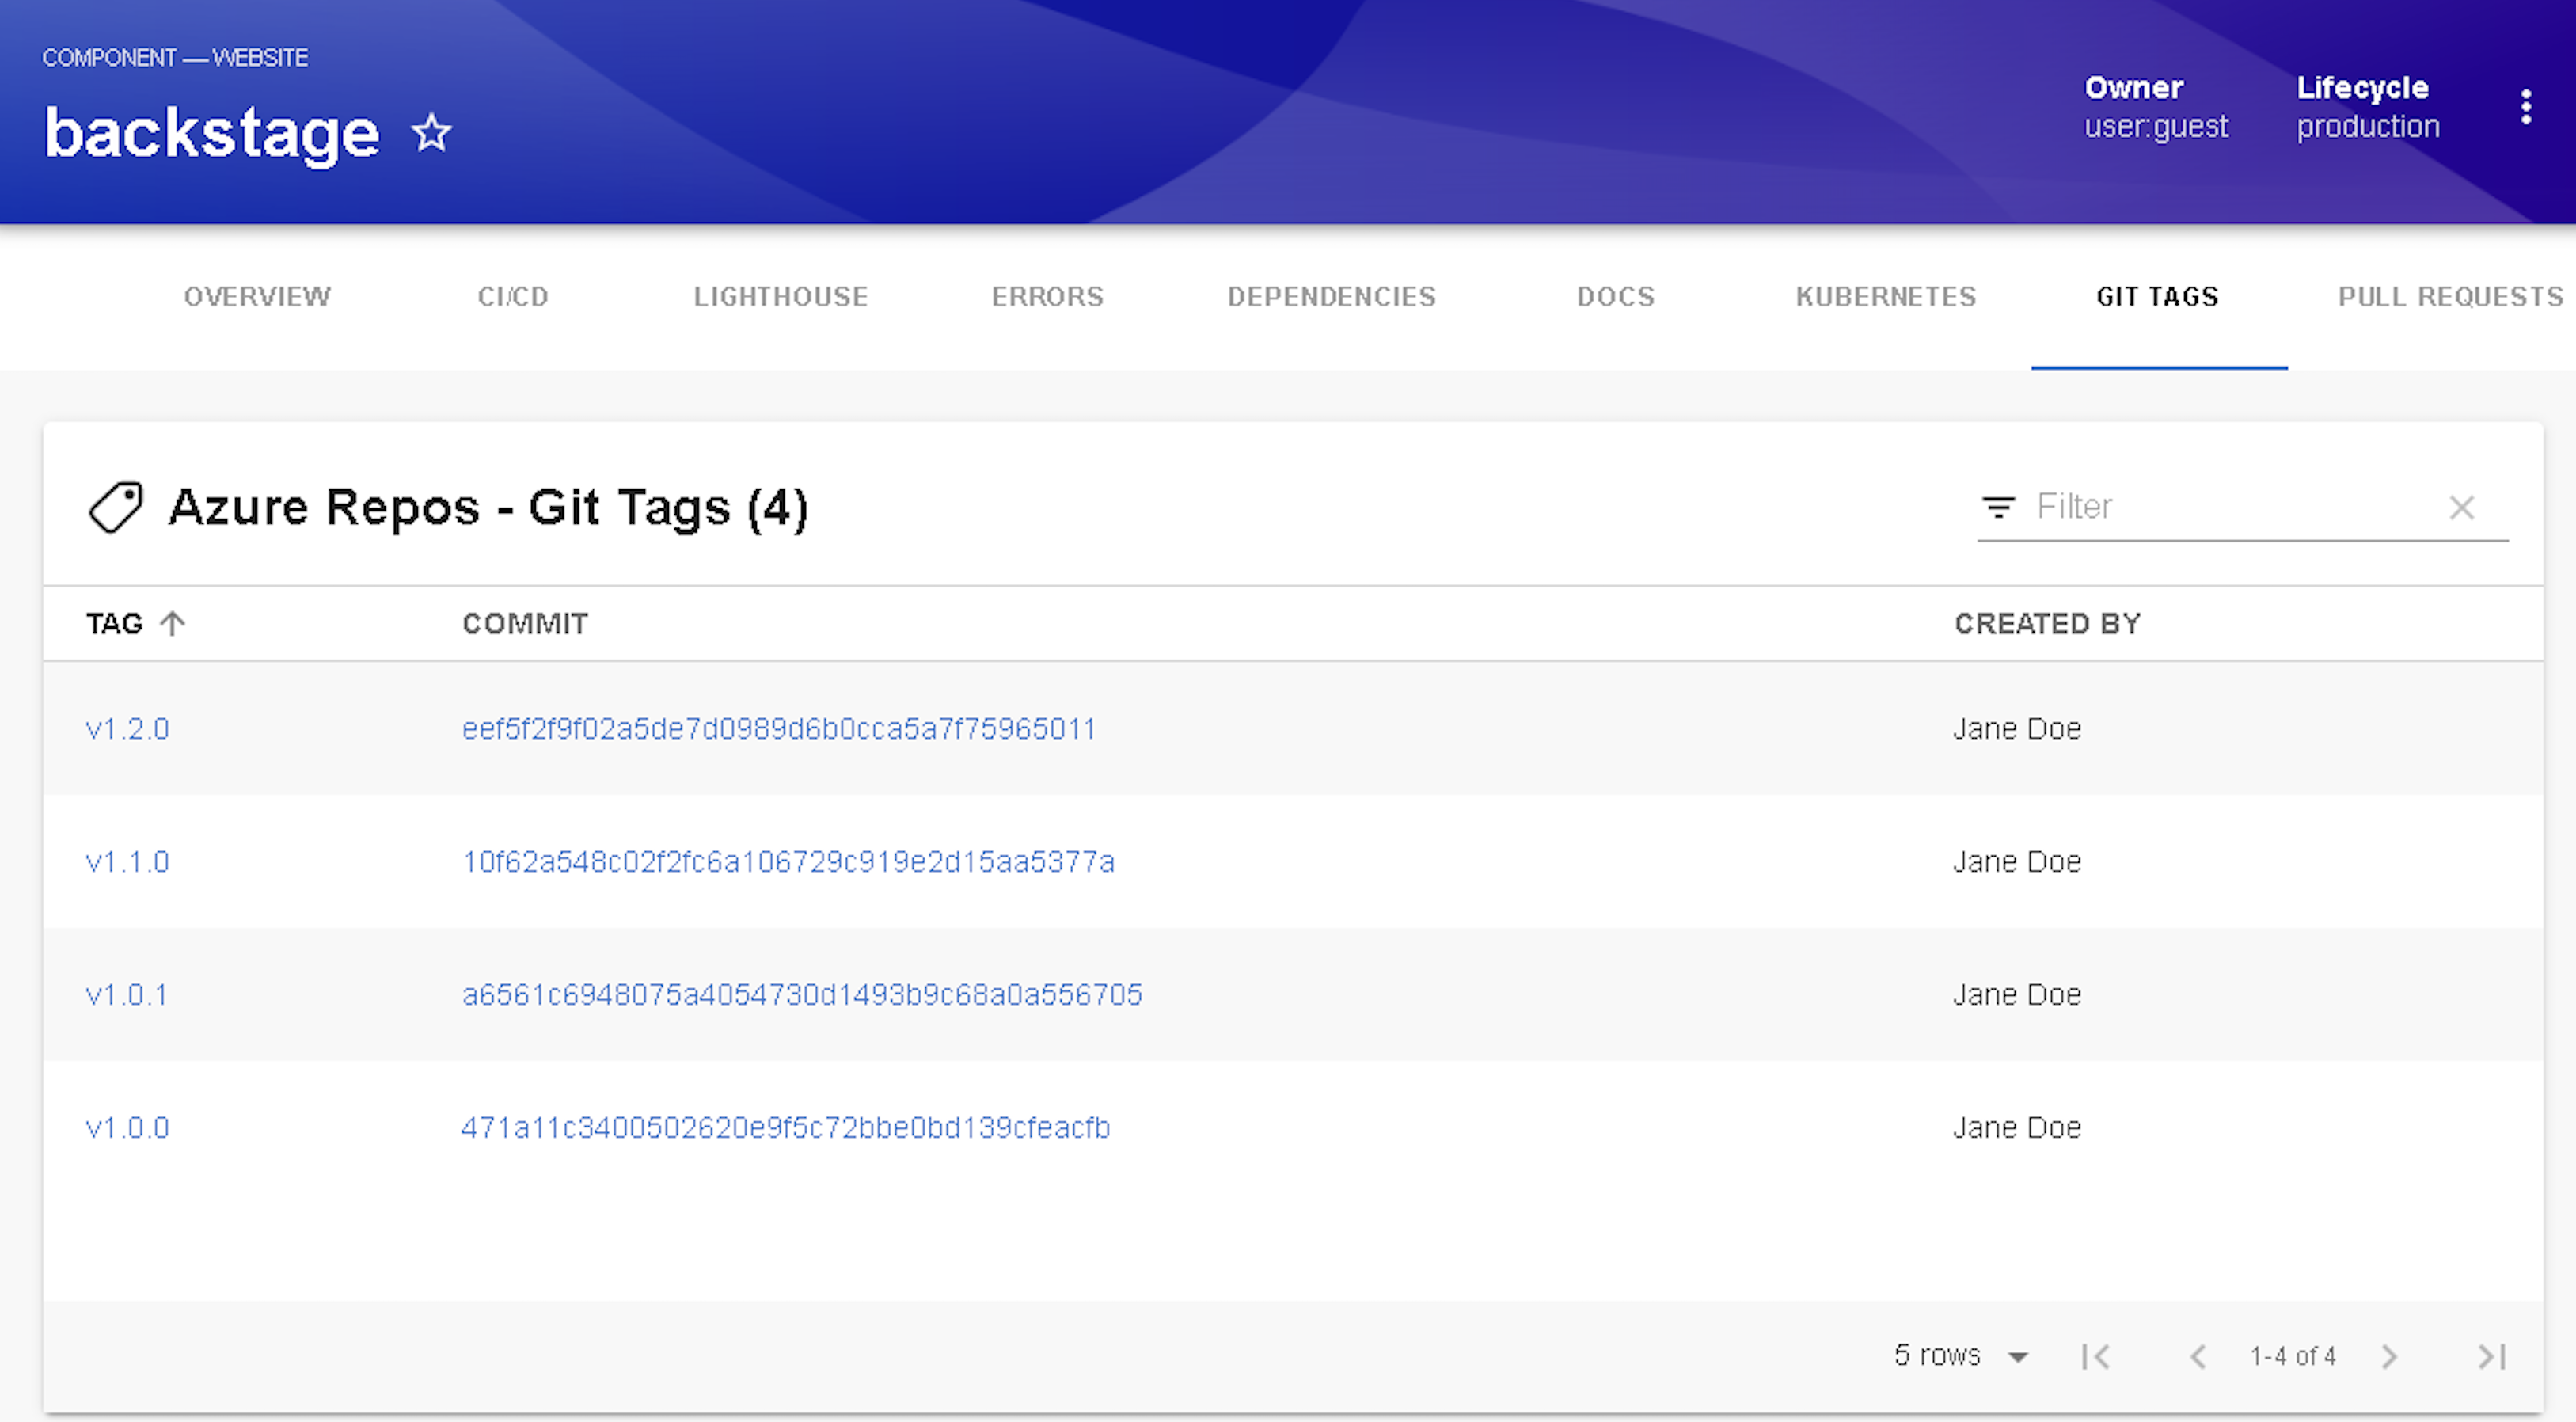 COMPONENT — WEBSITE
backstage
Owner
user:guest
Lifecycle
production
OVERVIEW CI/CD LIGHTHOUSE ERRORS DEPENDENCIES DOCS KUBERNETES GIT TAGS PULL REQUESTS
Azure Repos - Git Tags (4)
Filter
TAG COMMIT CREATED BY
v1.2.0 eef5f2f9f02a5de7d0989d6b0cca5a7f75965011 Jane Doe
v1.1.0 10f62a548c02f2fc6a106729c919e2d15aa5377a Jane Doe
v1.0.1 a6561c6948075a4054730d1493b9c68a0a556705 Jane Doe
v1.0.0 471a11c3400502620e9f5c72bbe0bd139cfeacfb Jane Doe
5 rows 1-4 of 4